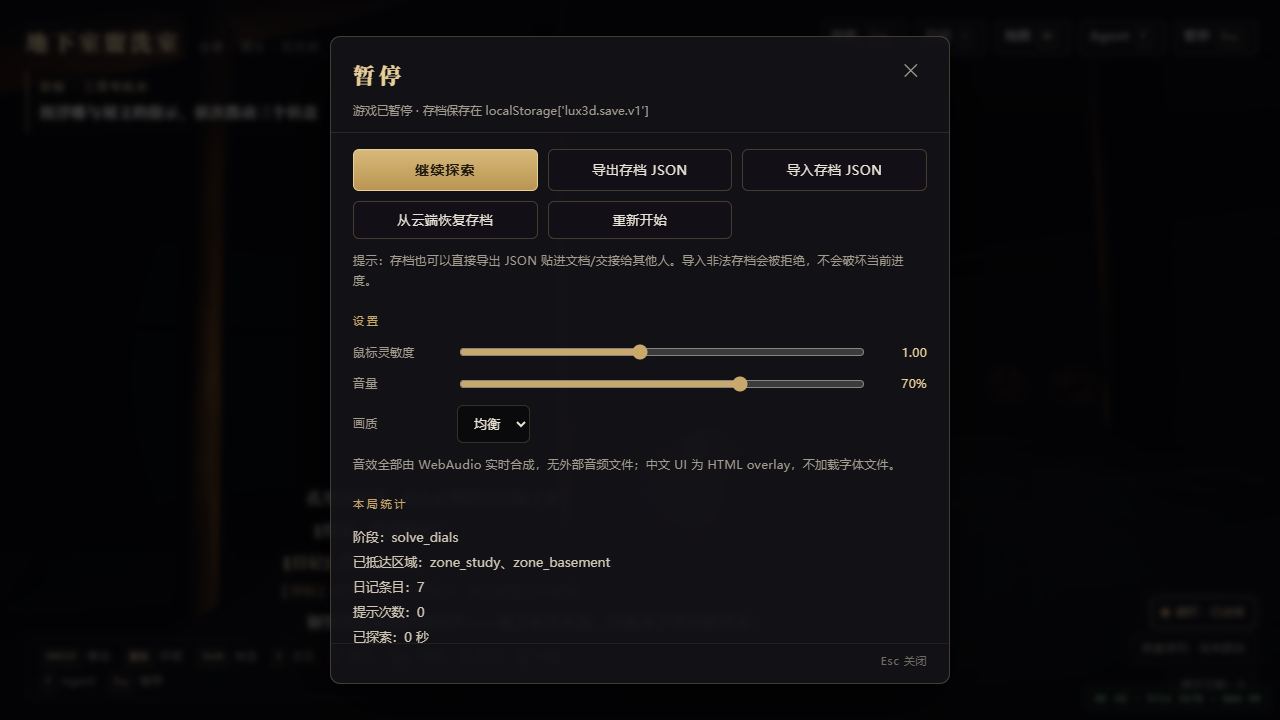 暂停
游戏已暂停 · 存档保存在 localStorage['lux3d.save.v1']
继续探索
导出存档 JSON
导入存档 JSON
从云端恢复存档
重新开始
提示：存档也可以直接导出 JSON 贴进文档/交接给其他人。导入非法存档会被拒绝，不会破坏当前进
度。
设置
鼠标灵敏度
1.00
音量
70%
画质
均衡
音效全部由 WebAudio 实时合成，无外部音频文件；中文 UI 为 HTML overlay，不加载字体文件。
本局统计
阶段：solve_dials
已抵达区域：zone_study、zone_basement
日记条目：7
提示次数：0
已探索：0 秒
Esc 关闭